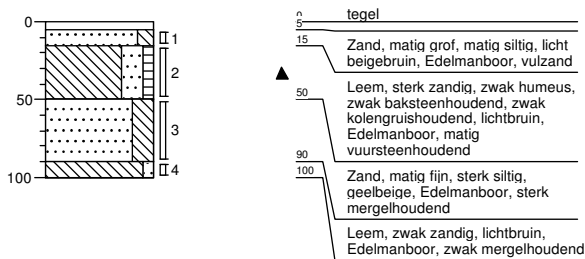 0
50
100
1
2
3
4
0
tegel
5
15
Zand, matig grof, matig siltig, licht
beigebruin, Edelmanboor, vulzand
50
Leem, sterk zandig, zwak humeus,
zwak baksteenhoudend, zwak
kolengruishoudend, lichtbruin,
Edelmanboor, matig
vuursteenhoudend
90
Zand, matig fijn, sterk siltig,
geelbeige, Edelmanboor, sterk
mergelhoudend
100
Leem, zwak zandig, lichtbruin,
Edelmanboor, zwak mergelhoudend